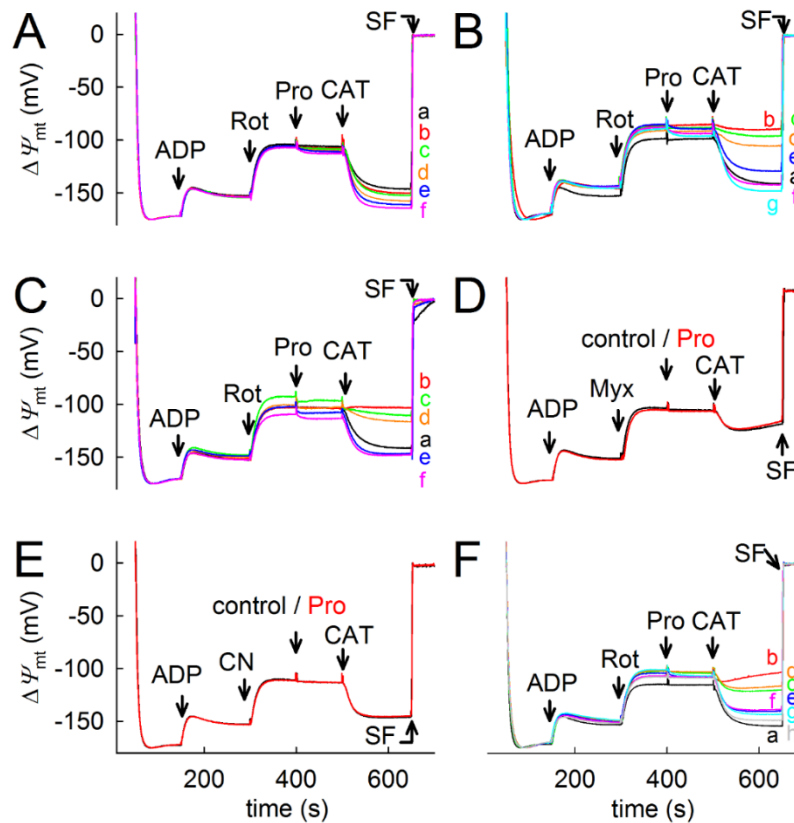 A
SF
0
-50
-100
-150
ΔΨmt (mV)
ADP
Rot
Pro
CAT
a
b
c
d
e
f
B
SF
ADP
Rot
Pro
CAT
b
c
d
e
a
f
g
C
SF
0
-50
-100
-150
ΔΨmt (mV)
ADP
Rot
Pro
CAT
b
c
d
a
e
f
D
control / Pro
ADP
Myx
CAT
SF
E
0
-50
-100
-150
ΔΨmt (mV)
control / Pro
ADP
CN
CAT
SF
200
400
600
time (s)
F
SF
ADP
Rot
Pro
CAT
b
e
g
f
a
h
200
400
600
time (s)